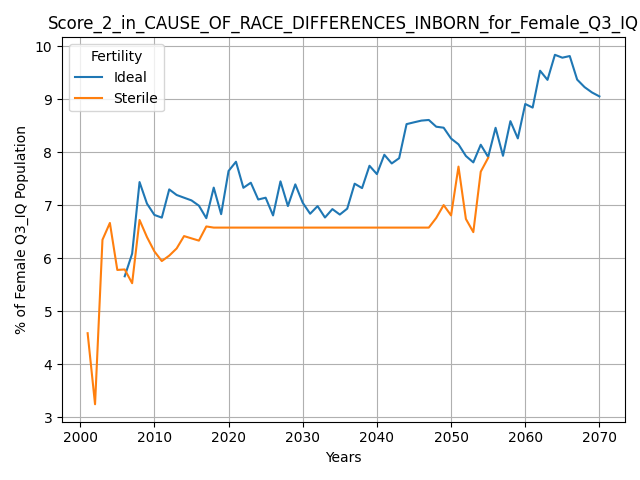 Score_2_in_CAUSE_OF_RACE_DIFFERENCES_INBORN_for_Female_Q3_IQ
Fertility
Ideal
Sterile
% of Female Q3_IQ Population
10
9
8
7
6
5
4
3
2000 2010 2020 2030 2040 2050 2060 2070
Years